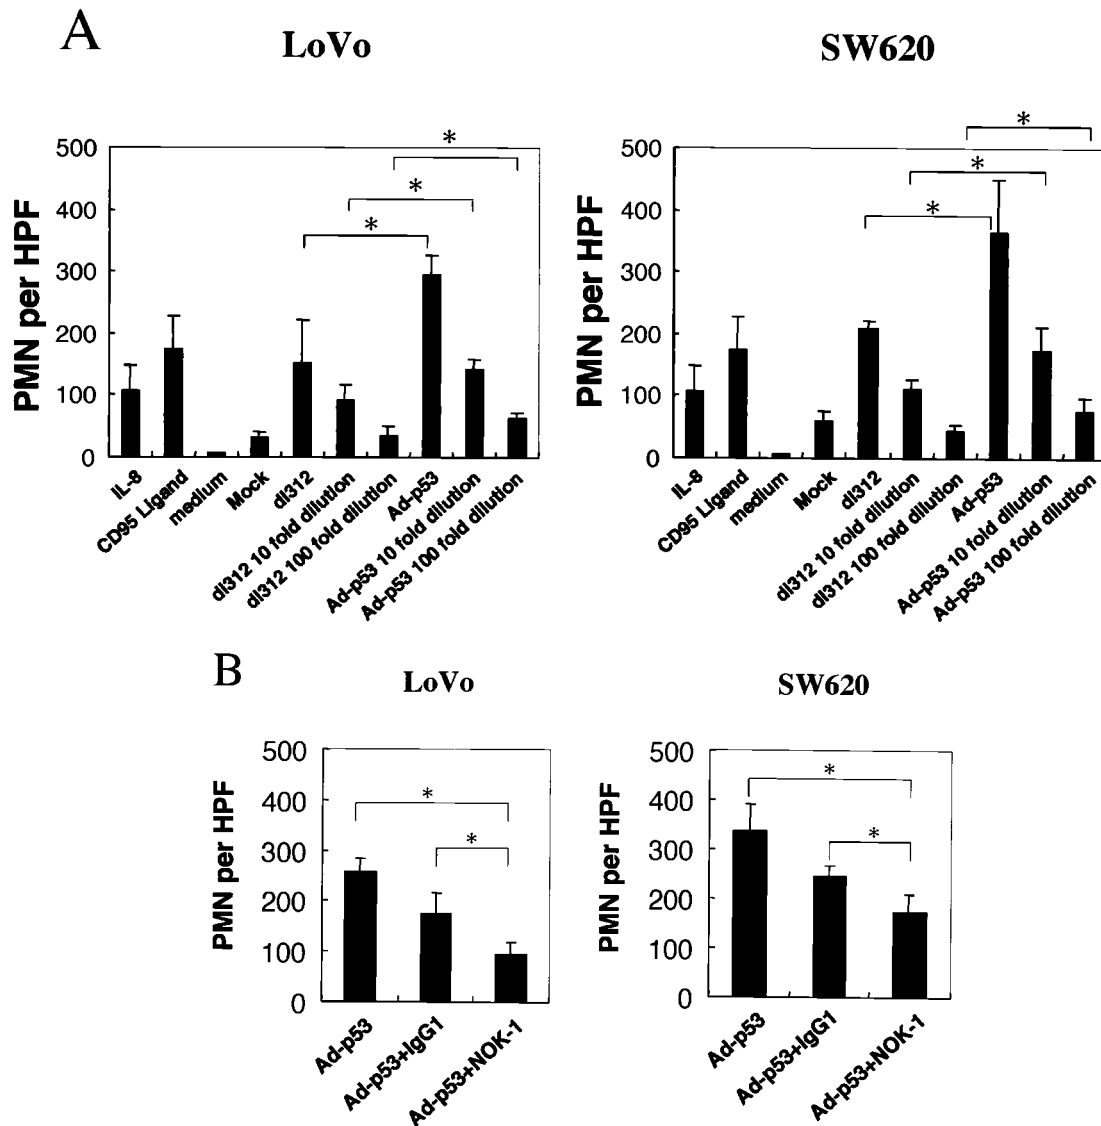 A
LoVo
SW620
*
*
*
*
*
*
500
400
300
200
100
0
PMN per HPF
IL-8
CD95 Ligand
medium
Mock
dl312
dl312 10 fold dilution
dl312 100 fold dilution
Ad-p53
Ad-p53 10 fold dilution
Ad-p53 100 fold dilution
500
400
300
200
100
0
PMN per HPF
IL-8
CD95 Ligand
medium
Mock
dl312
dl312 10 fold dilution
dl312 100 fold dilution
Ad-p53
Ad-p53 10 fold dilution
Ad-p53 100 fold dilution
B
LoVo
SW620
*
*
*
*
500
400
300
200
100
0
PMN per HPF
Ad-p53
Ad-p53+IgG1
Ad-p53+NOK-1
500
400
300
200
100
0
PMN per HPF
Ad-p53
Ad-p53+IgG1
Ad-p53+NOK-1